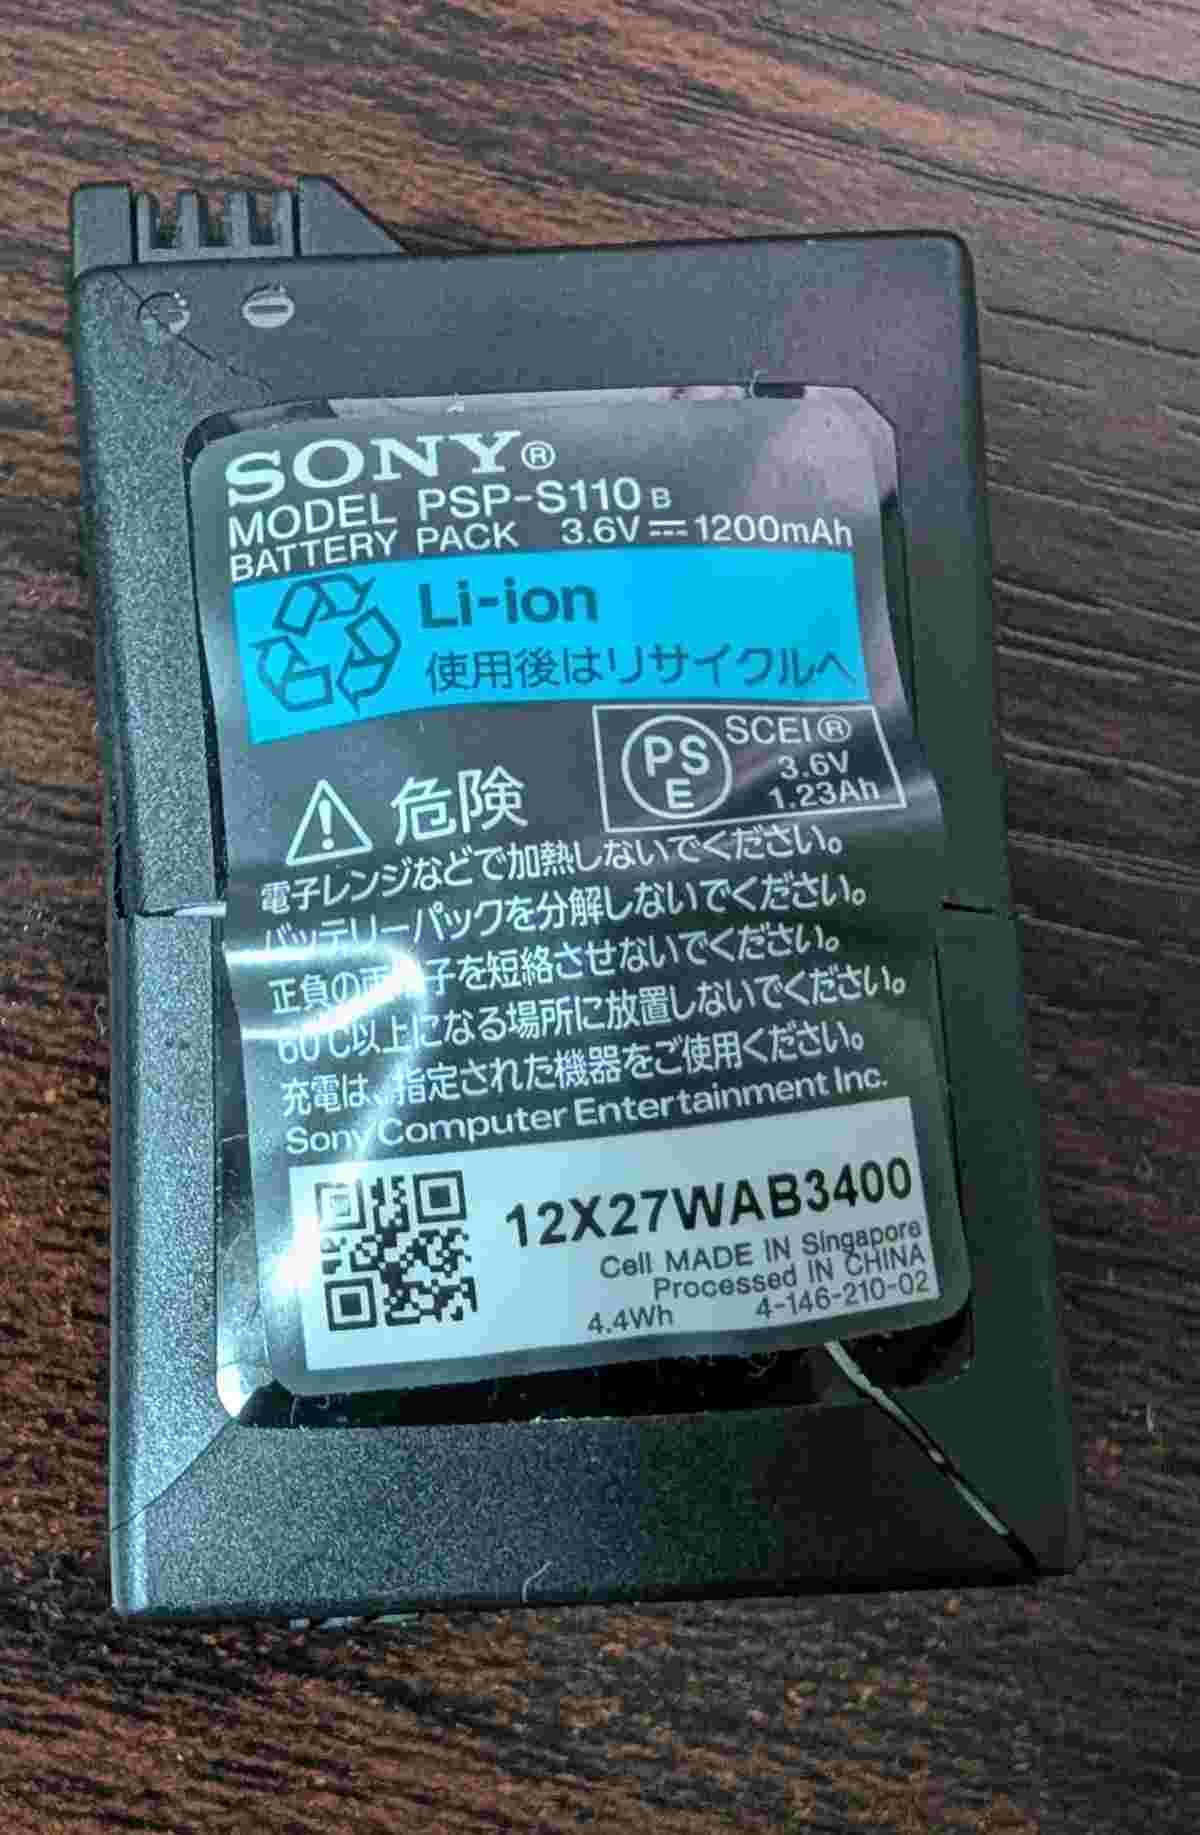 SONY®
MODEL PSP-S110 B
BATTERY PACK 3.6V⎓1200mAh
Li-ion
使用後はリサイクルへ
PS
E
SCEI®
3.6V
1.23Ah
危険
電子レンジなどで加熱しないでください。
バッテリーパックを分解しないでください。
正負の両端子を短絡させないでください。
60℃以上になる場所に放置しないでください。
充電は、指定された機器をご使用ください。
Sony Computer Entertainment Inc.
12X27WAB3400
Cell MADE IN Singapore
Processed IN CHINA
4.4Wh 4-146-210-02